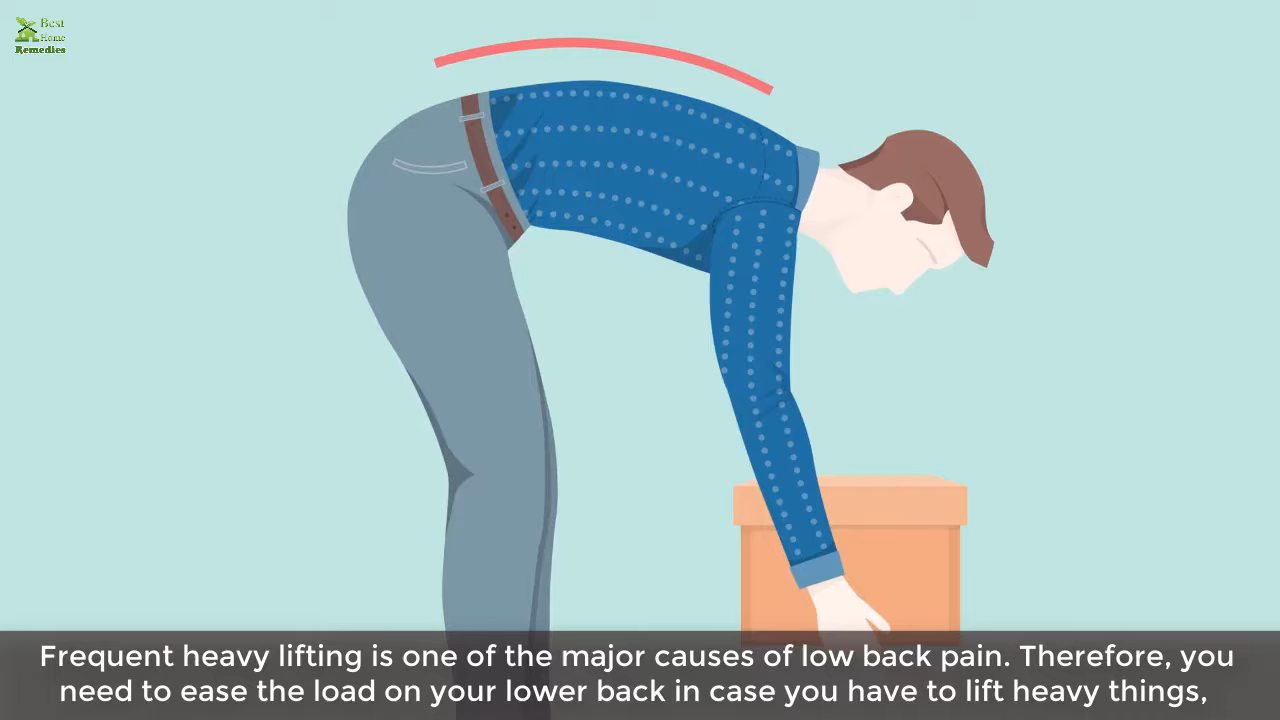 Best
Home
Remedies
Frequent heavy lifting is one of the major causes of low back pain. Therefore, you
need to ease the load on your lower back in case you have to lift heavy things,